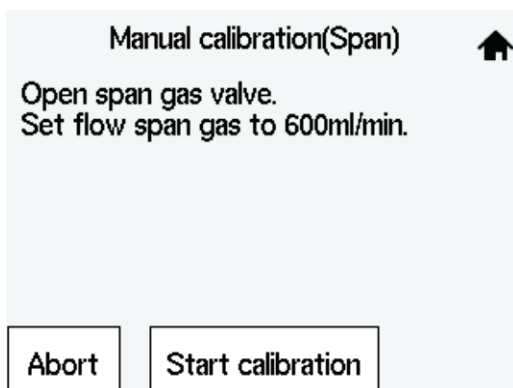 Manual calibration(Span)
Open span gas valve.
Set flow span gas to 600ml/min.
Abort
Start calibration